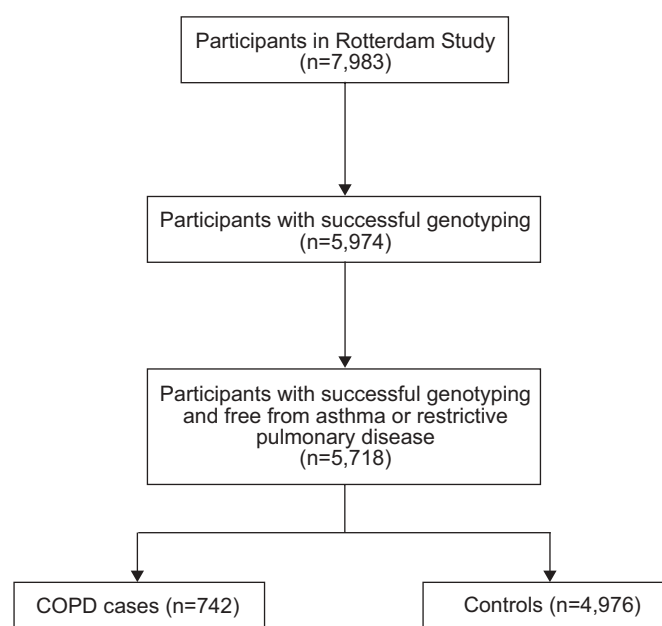 Participants in Rotterdam Study
(n=7,983)
Participants with successful genotyping
(n=5,974)
Participants with successful genotyping
and free from asthma or restrictive
pulmonary disease
(n=5,718)
COPD cases (n=742)
Controls (n=4,976)